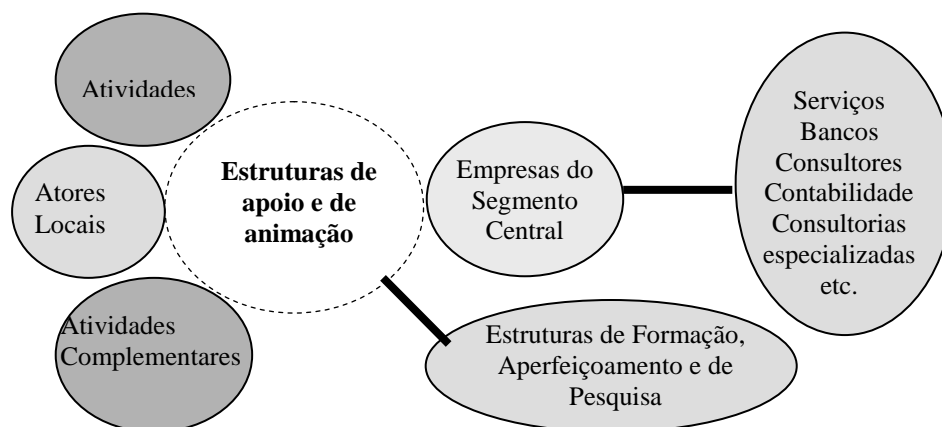 Atividades
Atores
Locais
Atividades
Complementares
Estruturas de
apoio e de
animação
Empresas do
Segmento
Central
Estruturas de Formação,
Aperfeiçoamento e de
Pesquisa
Serviços
Bancos
Consultores
Contabilidade
Consultorias
especializadas
etc.